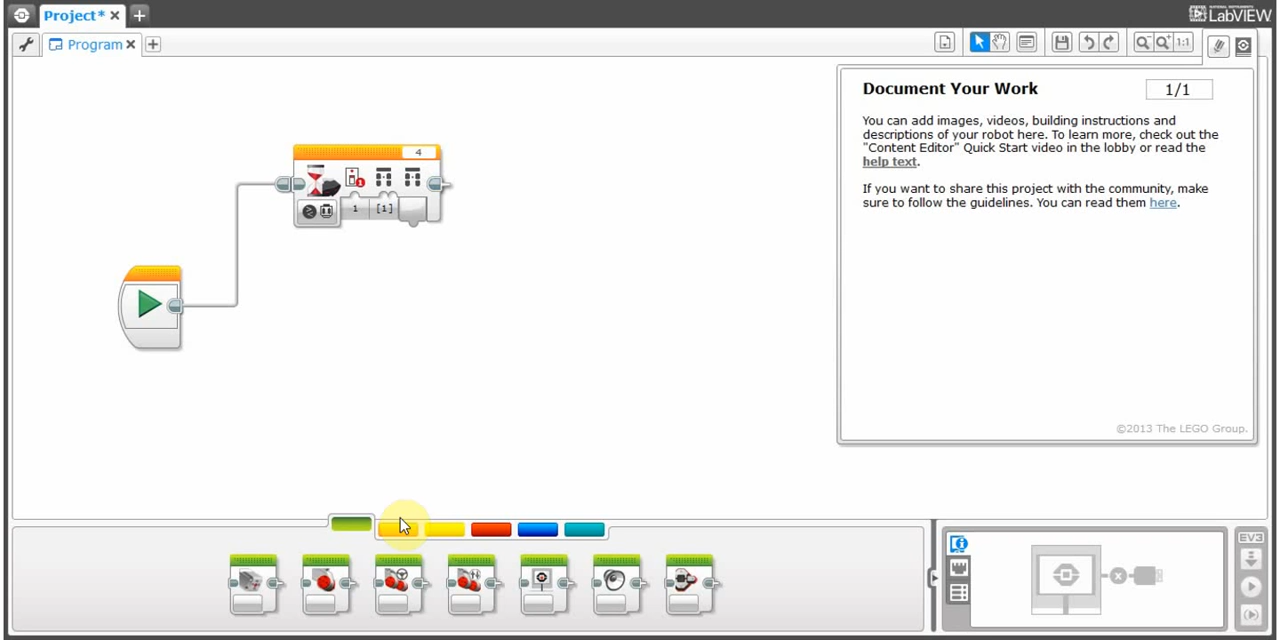 Project*
NATIONAL INSTRUMENTS
LabVIEW
Program
1:1
Document Your Work
1/1
You can add images, videos, building instructions and
descriptions of your robot here. To learn more, check out the
"Content Editor" Quick Start video in the lobby or read the
help text.
If you want to share this project with the community, make
sure to follow the guidelines. You can read them here.
©2013 The LEGO Group.
4
1
1
[1]
EV3